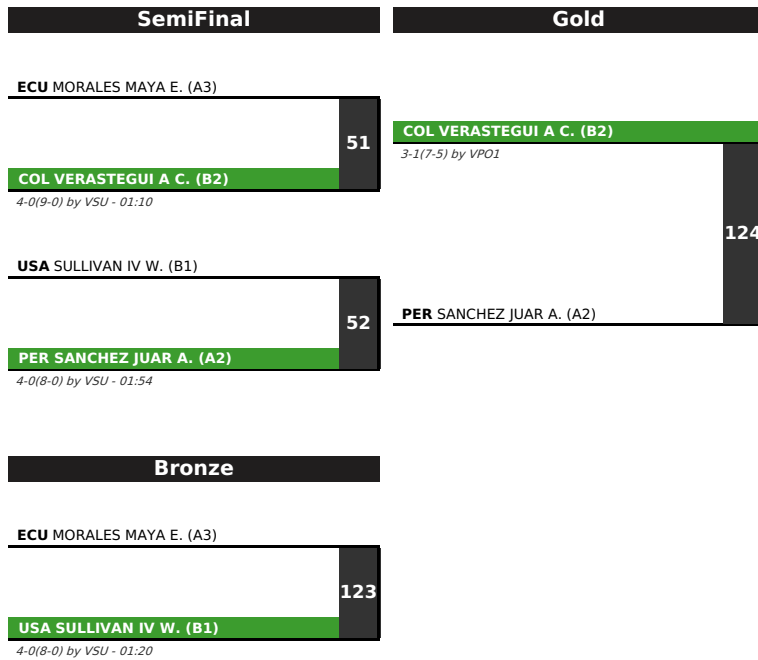 SemiFinal
ECU MORALES MAYA E. (A3)
51
COL VERASTEGUI A C. (B2)
4-0(9-0) by VSU - 01:10
USA SULLIVAN IV W. (B1)
52
PER SANCHEZ JUAR A. (A2)
4-0(8-0) by VSU - 01:54
Gold
COL VERASTEGUI A C. (B2)
3-1(7-5) by VPO1
124
PER SANCHEZ JUAR A. (A2)
Bronze
ECU MORALES MAYA E. (A3)
123
USA SULLIVAN IV W. (B1)
4-0(8-0) by VSU - 01:20